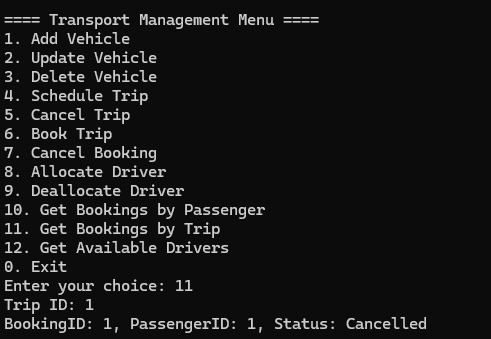 ==== Transport Management Menu ====
1. Add Vehicle
2. Update Vehicle
3. Delete Vehicle
4. Schedule Trip
5. Cancel Trip
6. Book Trip
7. Cancel Booking
8. Allocate Driver
9. Deallocate Driver
10. Get Bookings by Passenger
11. Get Bookings by Trip
12. Get Available Drivers
0. Exit
Enter your choice: 11
Trip ID: 1
BookingID: 1, PassengerID: 1, Status: Cancelled